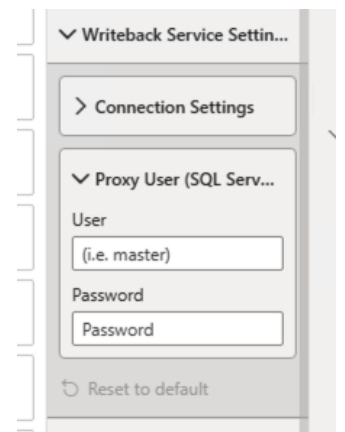 Writeback Service Settin...
Connection Settings
Proxy User (SQL Serv...
User
(i.e. master)
Password
Password
Reset to default